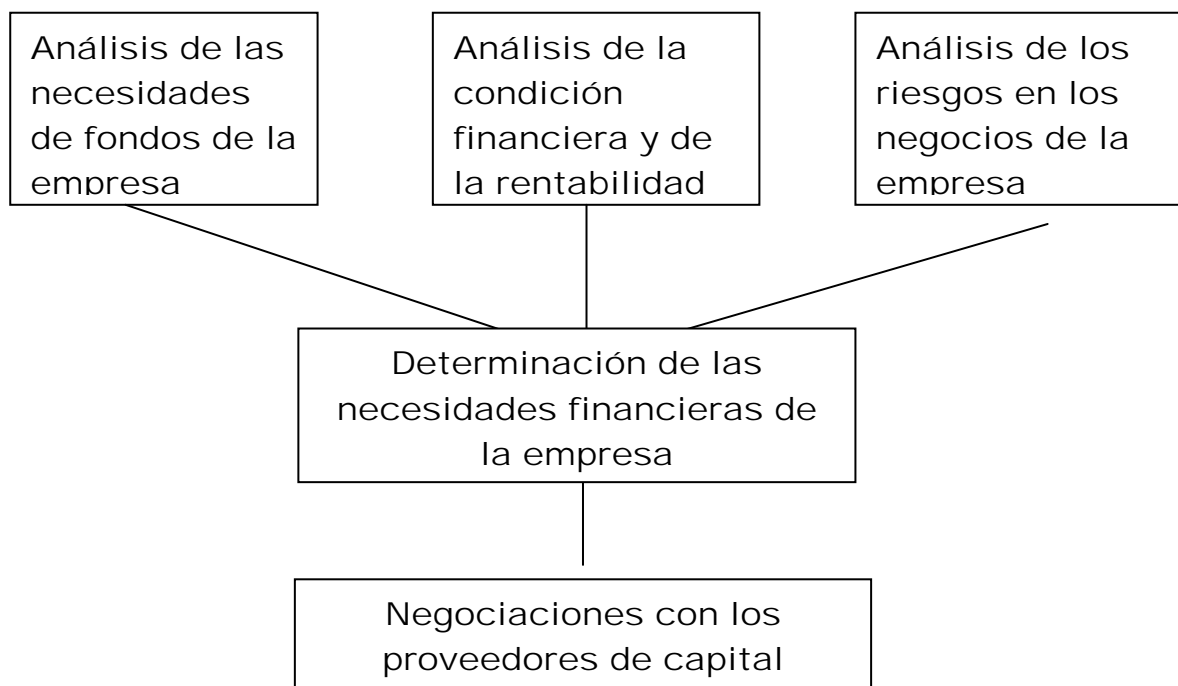 Análisis de las
necesidades
de fondos de la
empresa
Análisis de la
condición
financiera y de
la rentabilidad
Análisis de los
riesgos en los
negocios de la
empresa
Determinación de las
necesidades financieras de
la empresa
Negociaciones con los
proveedores de capital